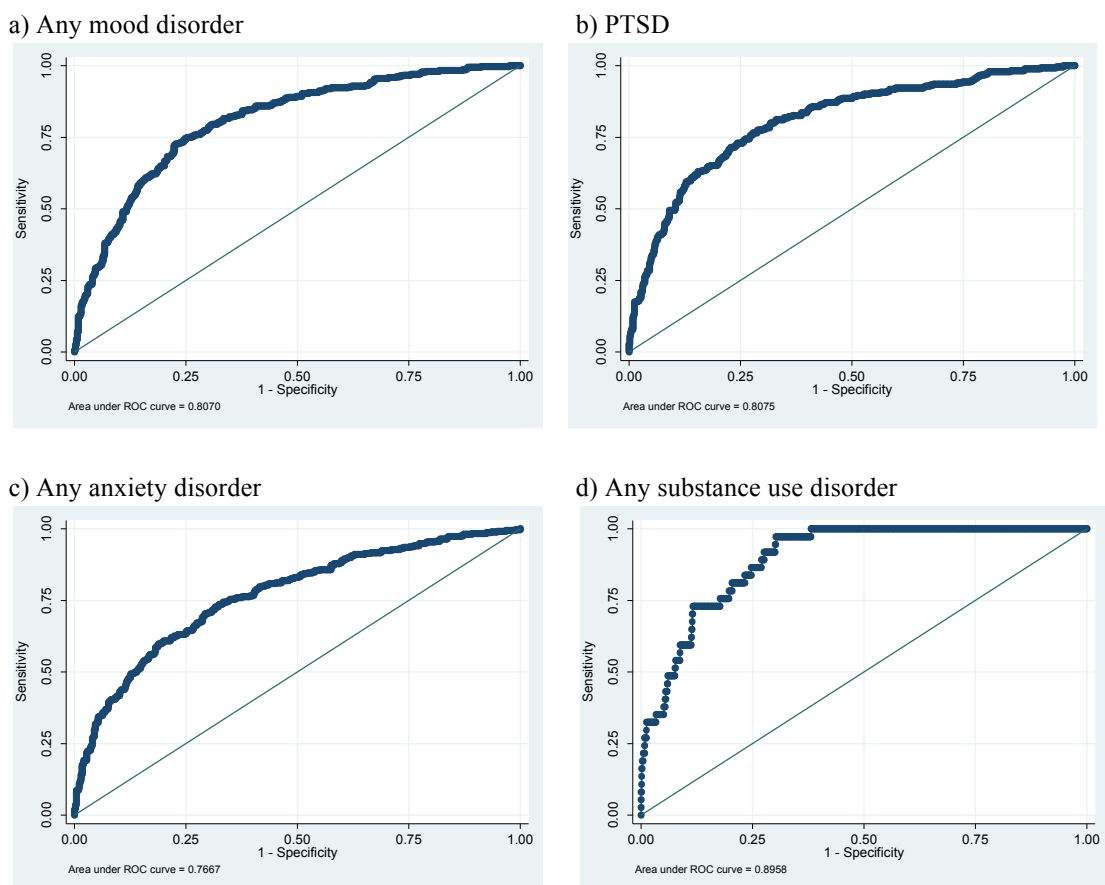 a) Any mood disorder
b) PTSD
1.00
0.75
0.50
0.25
0.00
Sensitivity
0.00 0.25 0.50 0.75 1.00
1 - Specificity
Area under ROC curve = 0.8070
1.00
0.75
0.50
0.25
0.00
Sensitivity
0.00 0.25 0.50 0.75 1.00
1 - Specificity
Area under ROC curve = 0.8075
c) Any anxiety disorder
d) Any substance use disorder
1.00
0.75
0.50
0.25
0.00
Sensitivity
0.00 0.25 0.50 0.75 1.00
1 - Specificity
Area under ROC curve = 0.7667
1.00
0.75
0.50
0.25
0.00
Sensitivity
0.00 0.25 0.50 0.75 1.00
1 - Specificity
Area under ROC curve = 0.8958